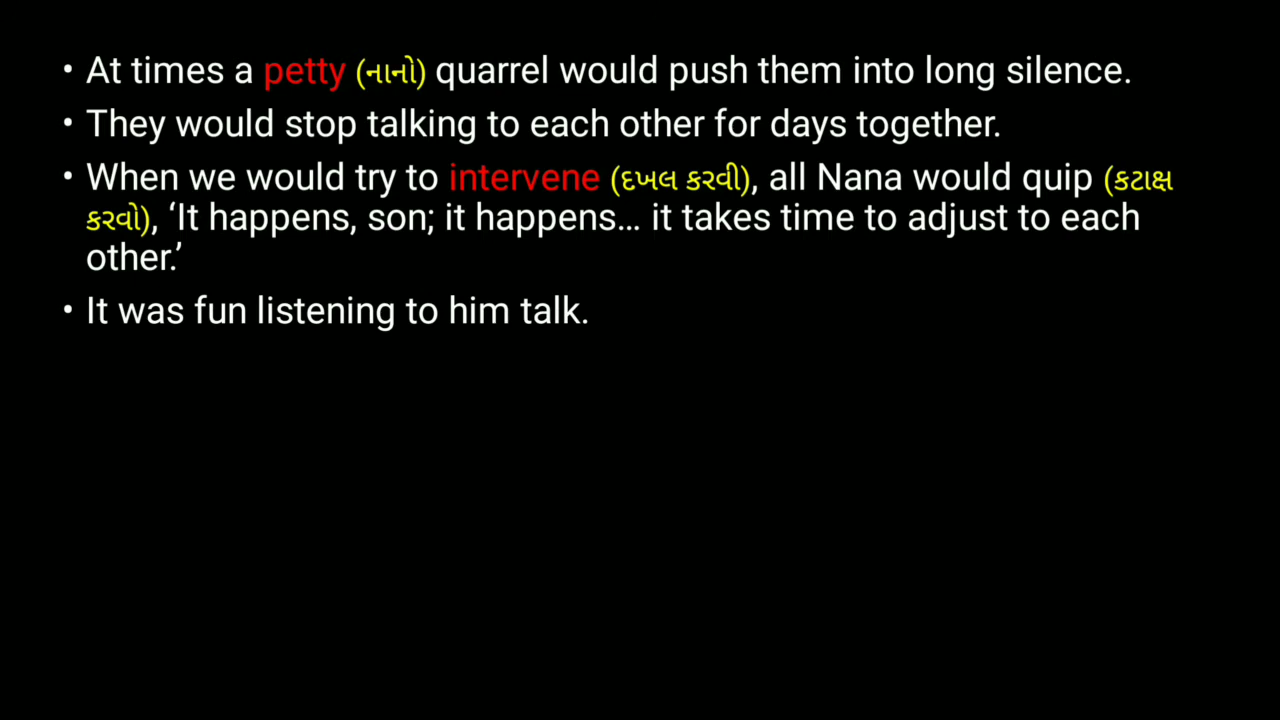 • At times a petty (નાનો) quarrel would push them into long silence.
• They would stop talking to each other for days together.
• When we would try to intervene (દખલ કરવી), all Nana would quip (કટાક્ષ
કરવો), ‘It happens, son; it happens… it takes time to adjust to each
other.’
• It was fun listening to him talk.